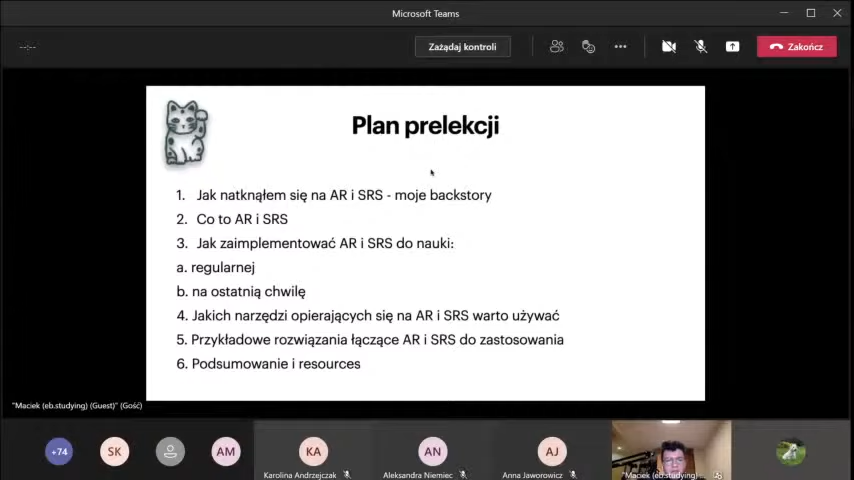 Microsoft Teams
--:--
Zażądaj kontroli
Zakończ
Plan prelekcji
1. Jak natknąłem się na AR i SRS - moje backstory
2. Co to AR i SRS
3. Jak zaimplementować AR i SRS do nauki:
a. regularnej
b. na ostatnią chwilę
4. Jakich narzędzi opierających się na AR i SRS warto używać
5. Przykładowe rozwiązania łączące AR i SRS do zastosowania
6. Podsumowanie i resources
"Maciek (eb.studying) (Guest)" (Gość)
+74
SK
AM
KA
AN
AJ
Karolina Andrzejczak
Aleksandra Niemiec
Anna Jaworowicz
"Maciek (eb.studying)...